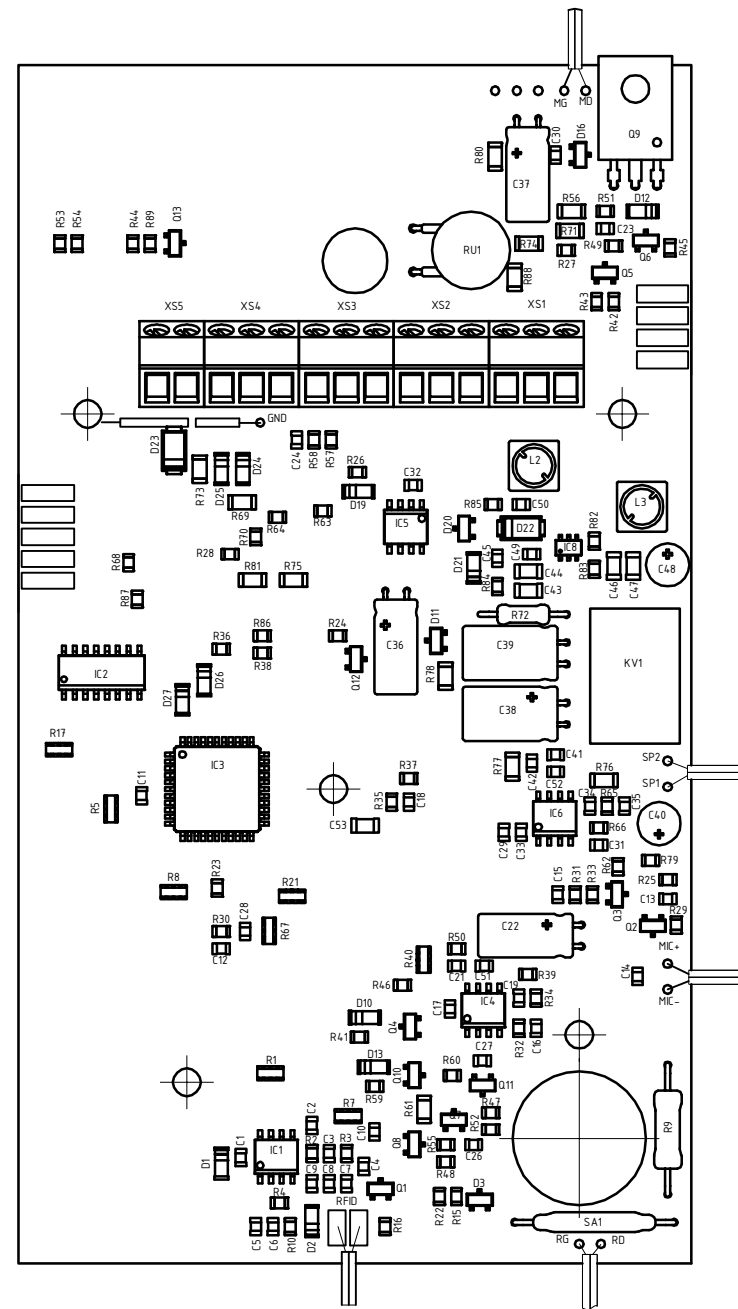 MG
MD
Q9
D16
C30
R80
C37
R56
R51
D12
C23
R71
R74
R49
Q6
R45
R27
Q5
R88
R43
R42
RU1
R53
R54
R44
R89
Q13
XS5
XS4
XS3
XS2
XS1
GND
D23
R73
D25
D24
C24
R58
R57
R26
C32
D19
R69
R64
R63
R70
R28
R81
R75
IC5
L2
L3
R85
C50
D20
D22
R82
IC8
C49
C45
D21
R84
C44
C43
R83
C46
C47
C48
R68
R87
R36
R86
R38
R24
D11
C36
Q12
R78
R72
C39
C38
KV1
IC2
D26
D27
R17
IC3
C11
R5
R37
R35
C18
C53
R77
C42
C41
C52
R76
SP2
SP1
C34
R65
C35
IC6
C40
C29
C33
R66
C31
R62
R79
R25
C13
R8
R23
R21
C15
R31
R33
Q3
Q2
R29
R30
C28
R67
C12
C22
R50
R40
C21
C51
R46
R39
MIC+
C14
MIC-
C19
R34
C17
IC4
D10
Q4
R41
R32
C16
D13
C27
R60
Q10
Q11
R59
R1
R61
R47
R52
Q7
R7
C2
C10
Q8
R55
C26
R48
R9
C1
D1
IC1
R2
C3
R3
C4
C9
C8
C7
Q1
R4
RFID
D3
R22
R15
R16
C5
C6
R10
D2
SA1
RG
RD